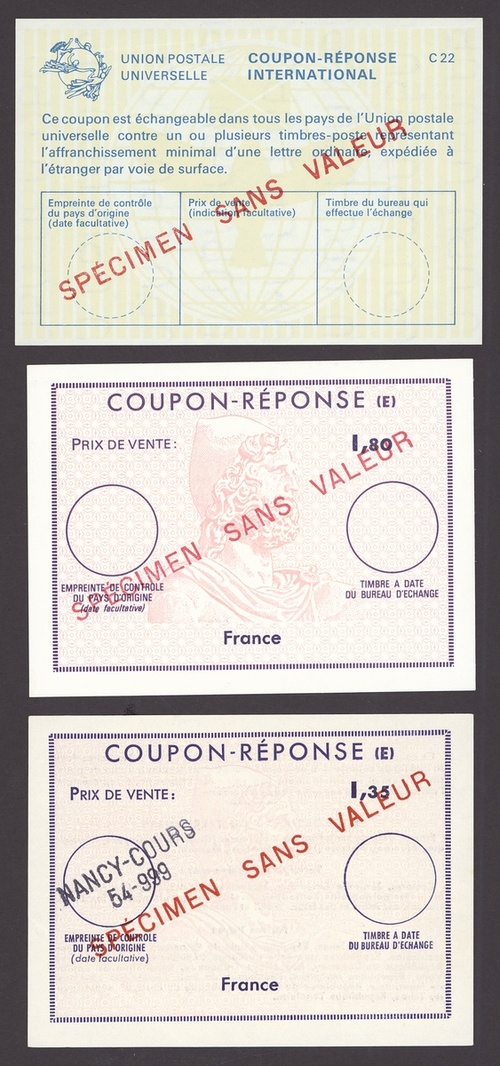 UNION POSTALE
UNIVERSELLE
COUPON-RÉPONSE
INTERNATIONAL
C 22
Ce coupon est échangeable dans tous les pays de l'Union postale
universelle contre un ou plusieurs timbres-poste représentant
l'affranchissement minimal d'une lettre ordinaire, expédiée à
l'étranger par voie de surface.
Empreinte de contrôle
du pays d'origine
(date facultative)
Prix de vente
(indication facultative)
Timbre du bureau qui
effectue l'échange
SPÉCIMEN SANS VALEUR
COUPON-RÉPONSE (E)
PRIX DE VENTE :
1,80
EMPREINTE DE CONTRÔLE
DU PAYS D'ORIGINE
(date facultative)
TIMBRE A DATE
DU BUREAU D'ECHANGE
France
SPÉCIMEN SANS VALEUR
COUPON-RÉPONSE (E)
PRIX DE VENTE :
1,35
NANCY-COURS
54-999
EMPREINTE DE CONTROLE
DU PAYS D'ORIGINE
(date facultative)
TIMBRE A DATE
DU BUREAU D'ECHANGE
France
SPÉCIMEN SANS VALEUR